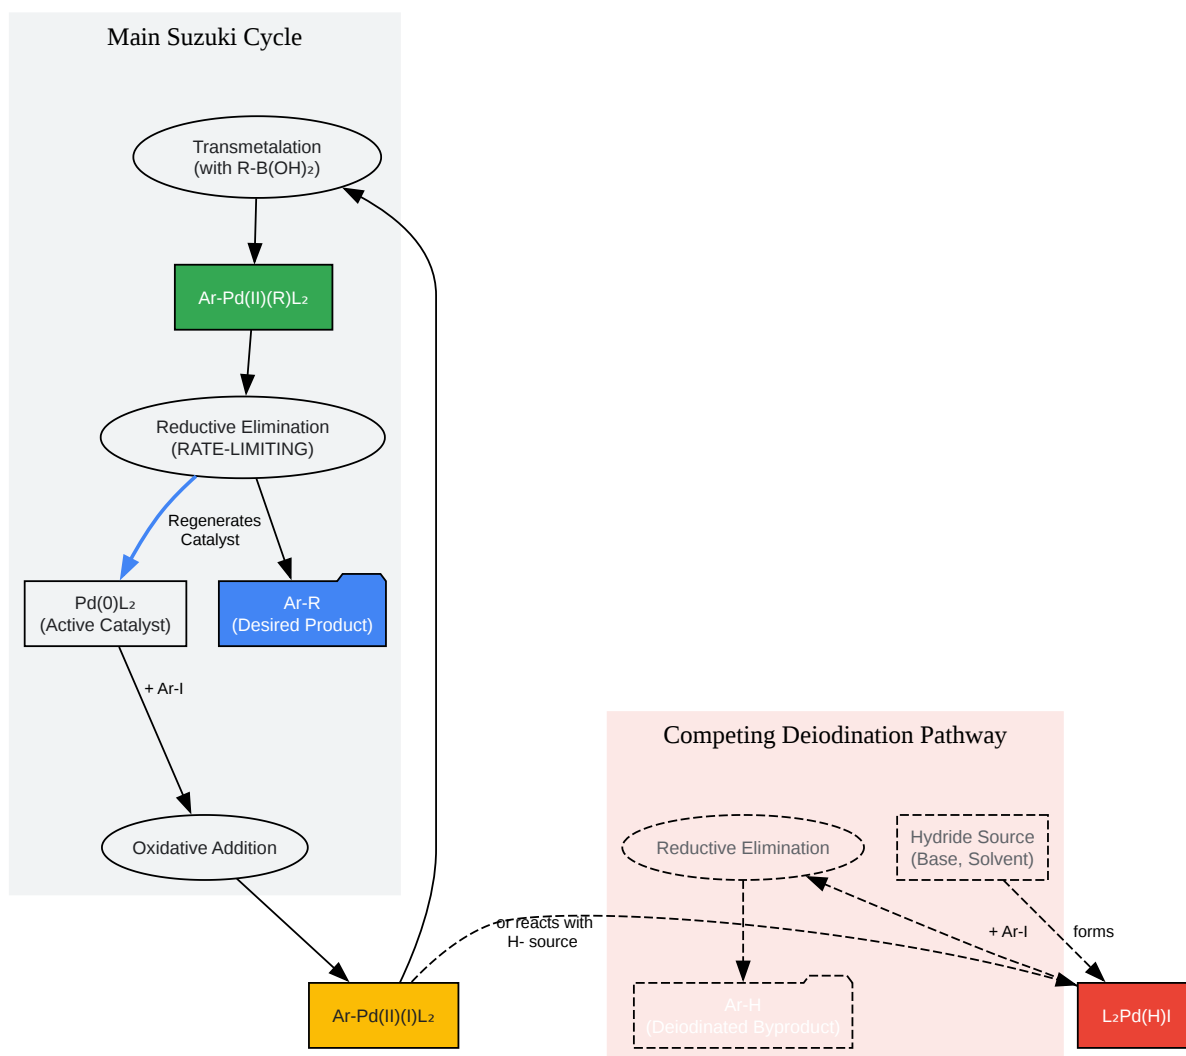 Main Suzuki Cycle
Transmetalation
(with R-B(OH)₂)
Ar-Pd(II)(R)L₂
Reductive Elimination
(RATE-LIMITING)
Regenerates
Catalyst
Pd(0)L₂
(Active Catalyst)
Ar-R
(Desired Product)
+ Ar-I
Oxidative Addition
Ar-Pd(II)(I)L₂
or reacts with
H- source
Competing Deiodination Pathway
Reductive Elimination
Hydride Source
(Base, Solvent)
+ Ar-I
forms
Ar-H
(Deiodinated Byproduct)
L₂Pd(H)I